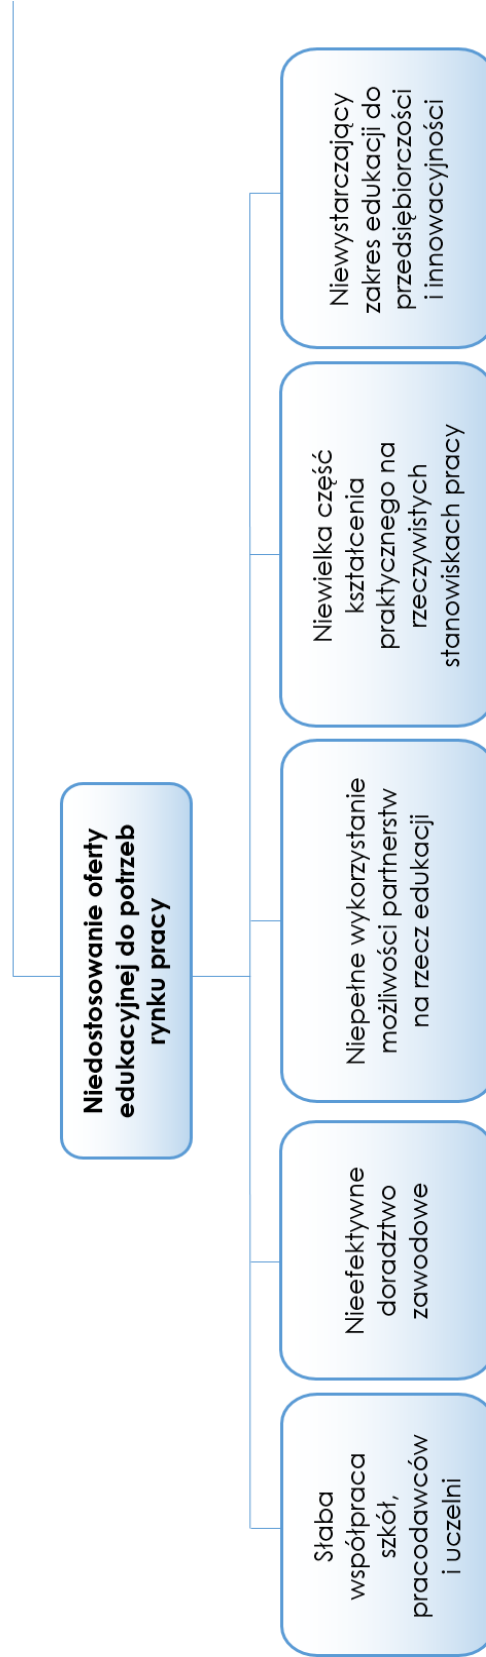 Niedostosowanie oferty
edukacyjnej do potrzeb
rynku pracy
Słaba
współpraca
szkół,
pracodawców
i uczelni
Nieefektywne
doradztwo
zawodowe
Niepełne wykorzystanie
możliwości partnerstw
na rzecz edukacji
Niewielka część
kształcenia
praktycznego na
rzeczywistych
stanowiskach pracy
Niewystarczający
zakres edukacji do
przedsiębiorczości
i innowacyjności